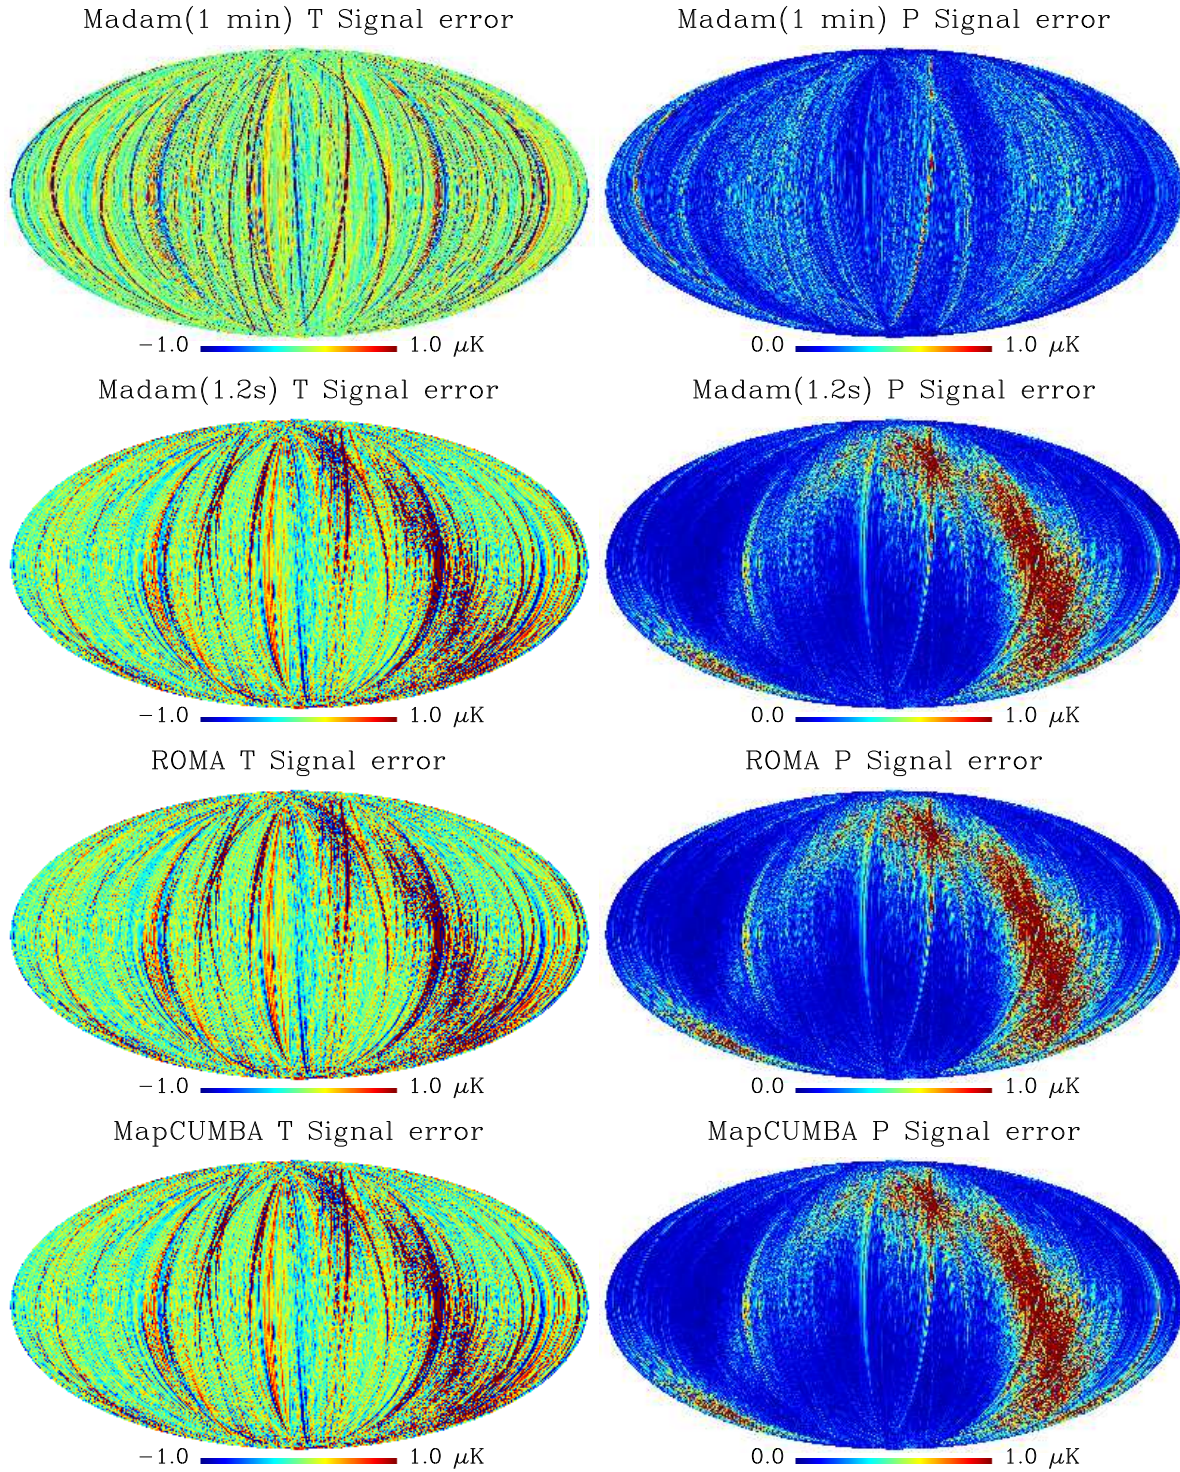 Madam(1 min) T Signal error
Madam(1 min) P Signal error
−1.0 1.0 μK
0.0 1.0 μK
Madam(1.2s) T Signal error
Madam(1.2s) P Signal error
−1.0 1.0 μK
0.0 1.0 μK
ROMA T Signal error
ROMA P Signal error
−1.0 1.0 μK
0.0 1.0 μK
MapCUMBA T Signal error
MapCUMBA P Signal error
−1.0 1.0 μK
0.0 1.0 μK